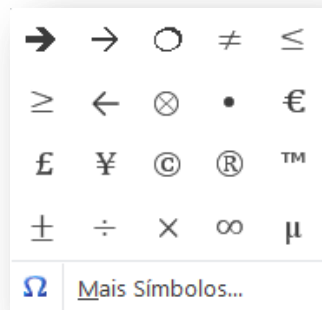 🡺 → ⵔ ≠ ≤
≥ ← ⊗ • €
£ ¥ © ® ™
± ÷ × ∞ µ
Ω Mais Símbolos...